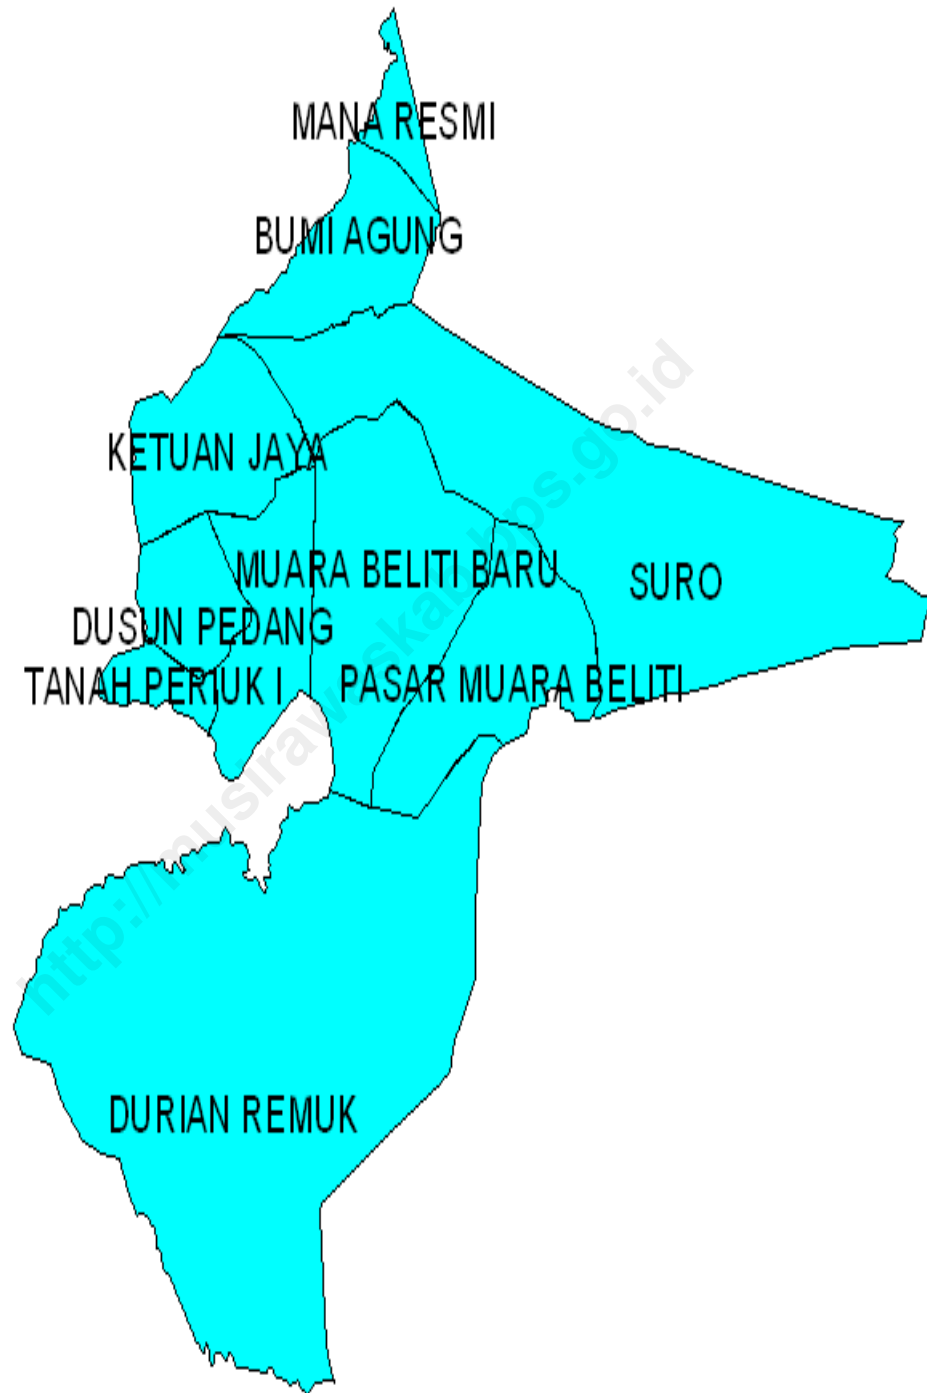 MANA RESMI
BUMI AGUNG
KETUAN JAYA
MUARA BELITI BARU
SURO
DUSUN PEDANG
TANAH PERIUK I
PASAR MUARA BELITI
DURIAN REMUK
http://musirawaskab.bps.go.id